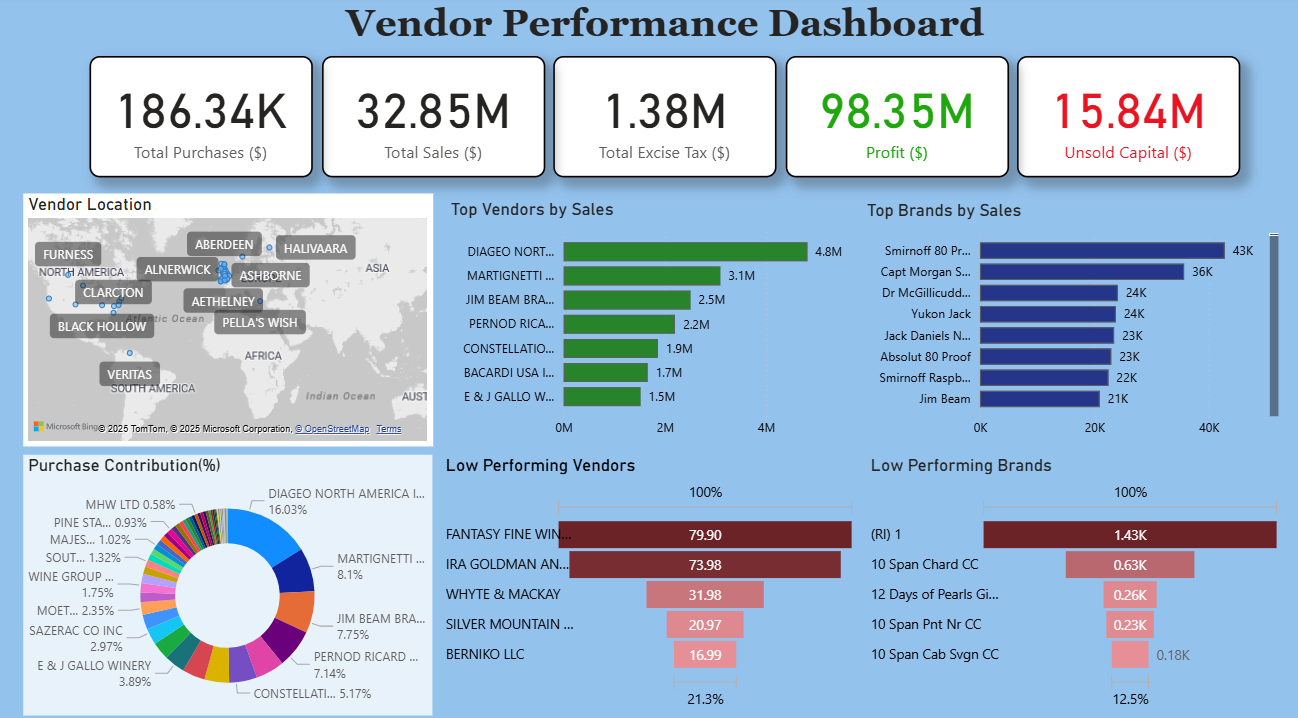 Vendor Performance Dashboard
186.34K
Total Purchases ($)
32.85M
Total Sales ($)
1.38M
Total Excise Tax ($)
98.35M
Profit ($)
15.84M
Unsold Capital ($)
Vendor Location
ABERDEEN
HALIVAARA
FURNESS
NORTH AMERICA
ALNERWICK
ASHBORNE
ASIA
CLARCTON
AETHELNEY
Atlantic Ocean
BLACK HOLLOW
PELLA'S WISH
AFRICA
VERITAS
SOUTH AMERICA
Indian Ocean
AUST
Microsoft Bing
© 2025 TomTom, © 2025 Microsoft Corporation, © OpenStreetMap Terms
Top Vendors by Sales
DIAGEO NORT... 4.8M
MARTIGNETTI ... 3.1M
JIM BEAM BRA... 2.5M
PERNOD RICA... 2.2M
CONSTELLATIO... 1.9M
BACARDI USA I... 1.7M
E & J GALLO W... 1.5M
0M 2M 4M
Top Brands by Sales
Smirnoff 80 Pr... 43K
Capt Morgan S... 36K
Dr McGillicudd... 24K
Yukon Jack 24K
Jack Daniels N... 23K
Absolut 80 Proof 23K
Smirnoff Raspb... 22K
Jim Beam 21K
0K 20K 40K
Purchase Contribution(%)
DIAGEO NORTH AMERICA I...
16.03%
MARTIGNETTI ...
8.1%
JIM BEAM BRA...
7.75%
PERNOD RICARD ...
7.14%
CONSTELLATI... 5.17%
E & J GALLO WINERY
3.89%
SAZERAC CO INC
2.97%
MOET... 2.35%
WINE GROUP ...
1.75%
SOUT... 1.32%
MAJES... 1.02%
PINE STA... 0.93%
MHW LTD 0.58%
Low Performing Vendors
100%
FANTASY FINE WIN... 79.90
IRA GOLDMAN AN... 73.98
WHYTE & MACKAY 31.98
SILVER MOUNTAIN ... 20.97
BERNIKO LLC 16.99
21.3%
Low Performing Brands
100%
(RI) 1 1.43K
10 Span Chard CC 0.63K
12 Days of Pearls Gi... 0.26K
10 Span Pnt Nr CC 0.23K
10 Span Cab Svgn CC 0.18K
12.5%